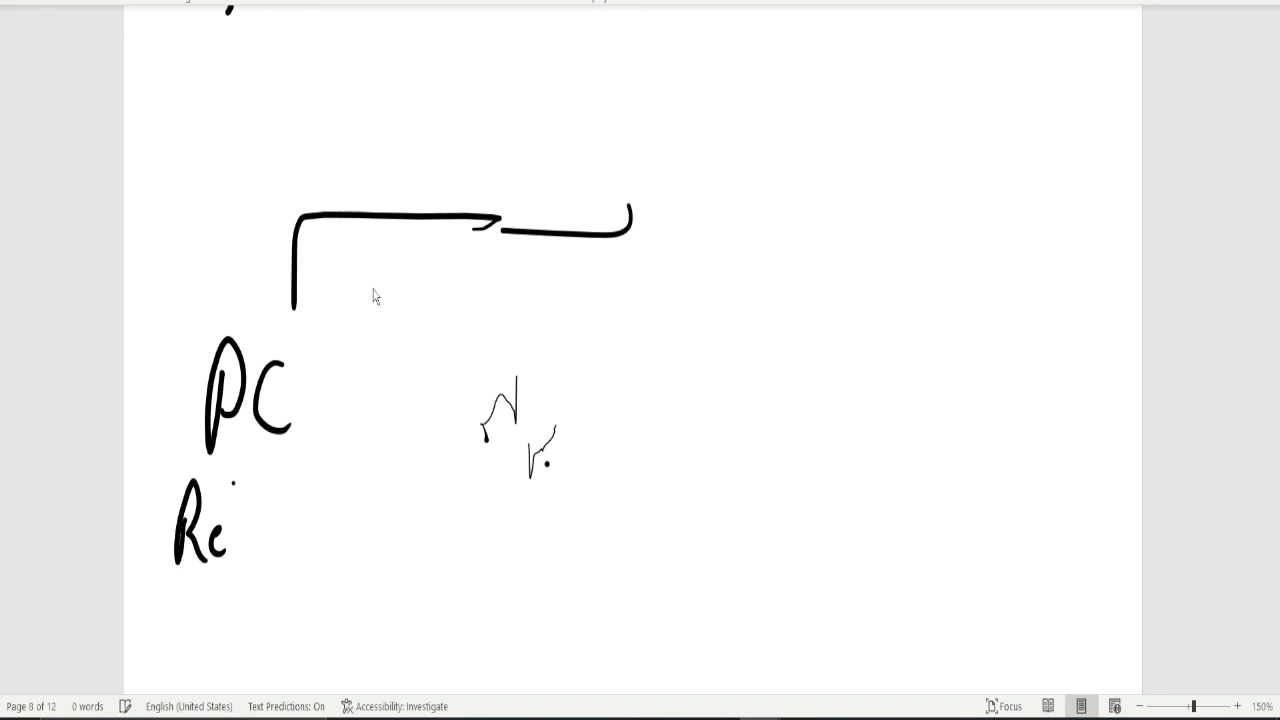 PC
Re
Page 8 of 12 0 words English (United States) Text Predictions: On Accessibility: Investigate Focus 150%